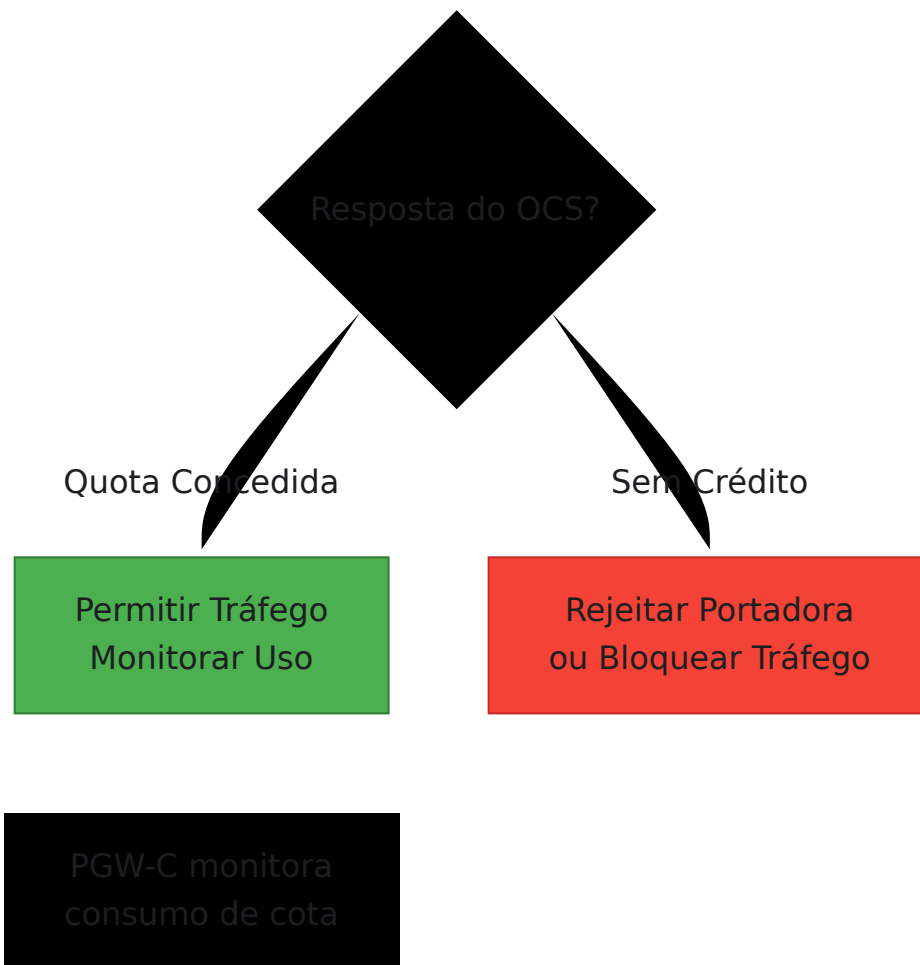 Resposta do OCS?
Quota Concedida
Sem Crédito
Permitir Tráfego
Monitorar Uso
Rejeitar Portadora
ou Bloquear Tráfego
PGW-C monitora
consumo de cota